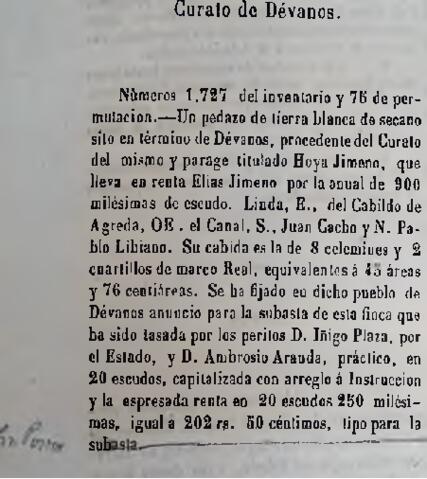 Curato de Dévanos.
Números 1.727 del inventario y 76 de per-
mutacion.—Un pedazo de tierra blanca de secano
sito en término de Dévanos, procedente del Curato
del mismo y parage titulado Hoya Jimeno, que
lleva en renta Elias Jimeno por la anual de 900
milésimas de escudo. Linda, E., del Cabildo de
Agreda, OE. el Canal, S., Juan Cacho y N. Pa-
blo Libiano. Su cabida es la de 8 celemines y 2
cuartillos de marco Real, equivalentes á 45 áreas
y 76 centiáreas. Se ha fijado en dicho pueblo de
Dévanos anuncio para la subasta de esta finca que
ha sido tasada por los peritos D. Iñigo Plaza, por
el Estado, y D. Ambrosio Arauda, práctico, en
20 escudos, capitalizada con arreglo á Instruccion
y la espresada renta en 20 escudos 250 milési-
mas, igual á 202 rs. 50 céntimos, tipo para la
subasta.